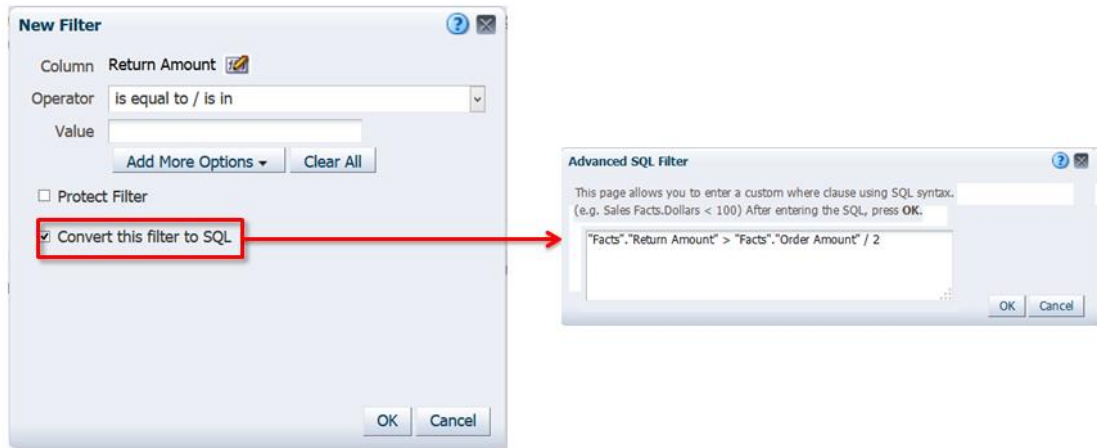 New Filter
Column Return Amount
Operator is equal to / is in
Value
Add More Options Clear All
Protect Filter
Convert this filter to SQL
OK Cancel
Advanced SQL Filter
This page allows you to enter a custom where clause using SQL syntax.
(e.g. Sales Facts.Dollars < 100) After entering the SQL, press OK.
"Facts"."Return Amount" > "Facts"."Order Amount" / 2
OK Cancel